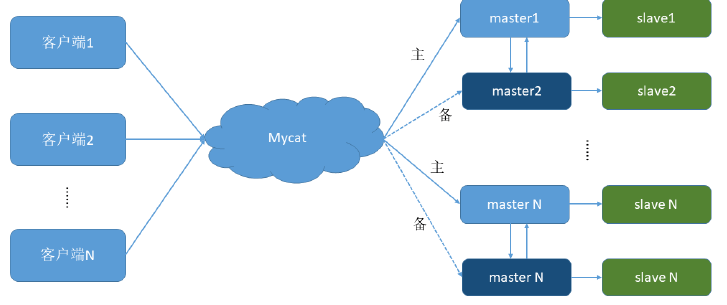 客户端1
客户端2
客户端N
Mycat
主
备
主
备
master1
slave1
master2
slave2
master N
slave N
master N
slave N